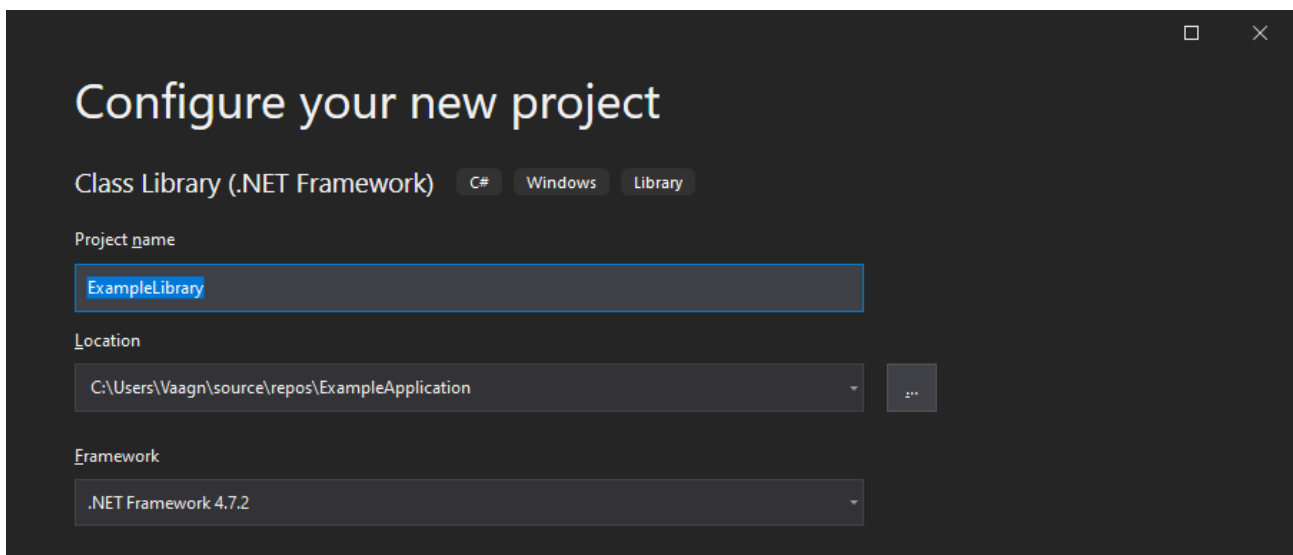 Configure your new project
Class Library (.NET Framework) C# Windows Library
Project name
ExampleLibrary
Location
C:\Users\Vaagn\source\repos\ExampleApplication
...
Framework
.NET Framework 4.7.2